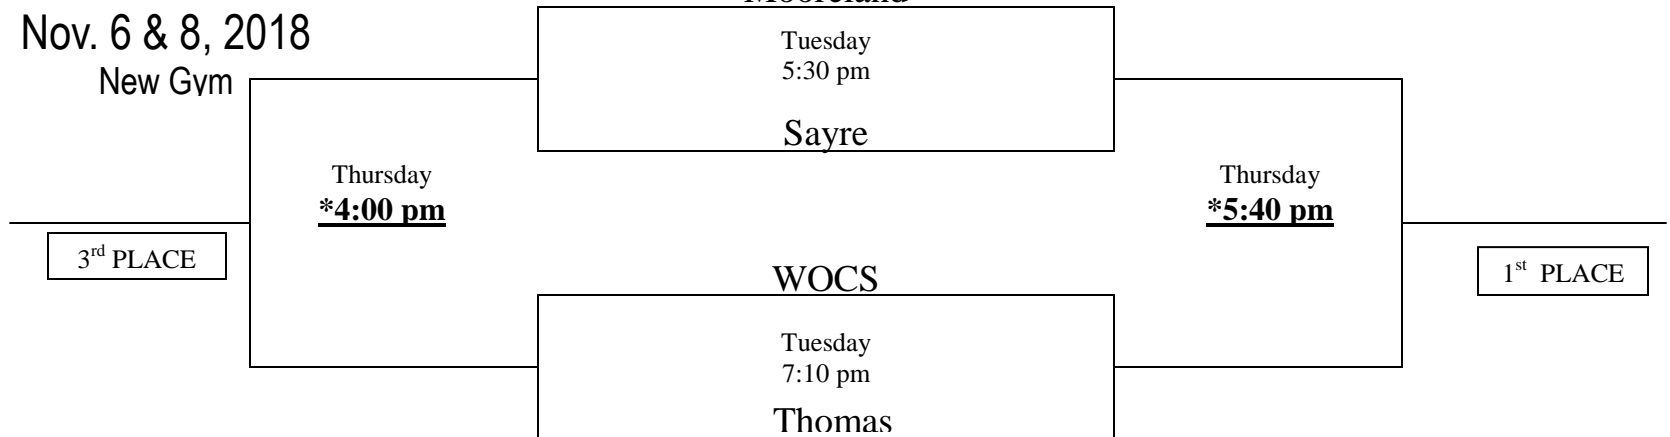 Mooreland
Nov. 6 & 8, 2018
New Gym
Tuesday
5:30 pm
Sayre
Thursday
*4:00 pm
Thursday
*5:40 pm
3rd PLACE
1st PLACE
WOCS
Tuesday
7:10 pm
Thomas